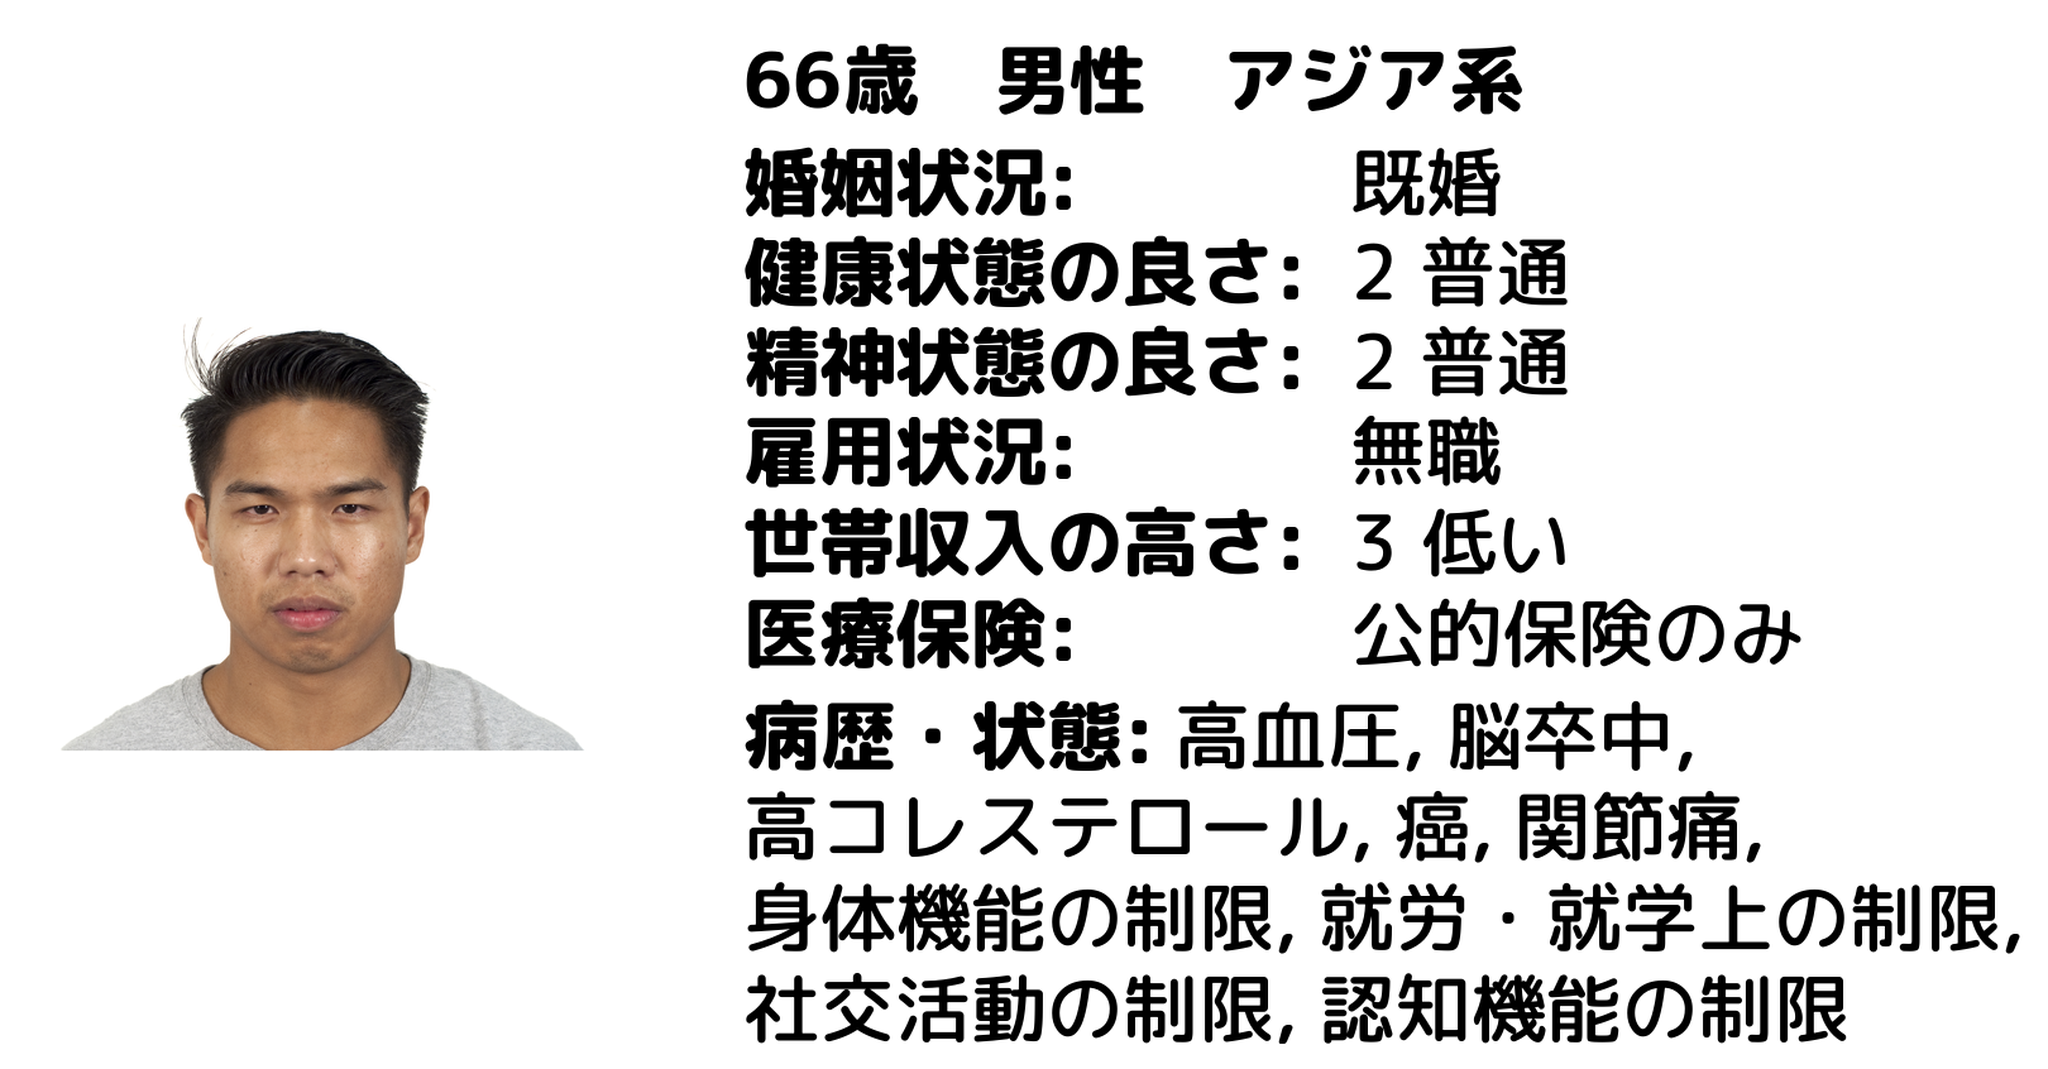 66歳　男性　アジア系
婚姻状況: 既婚
健康状態の良さ: 2 普通
精神状態の良さ: 2 普通
雇用状況: 無職
世帯収入の高さ: 3 低い
医療保険: 公的保険のみ
病歴・状態: 高血圧, 脳卒中,
高コレステロール, 癌, 関節痛,
身体機能の制限, 就労・就学上の制限,
社交活動の制限, 認知機能の制限